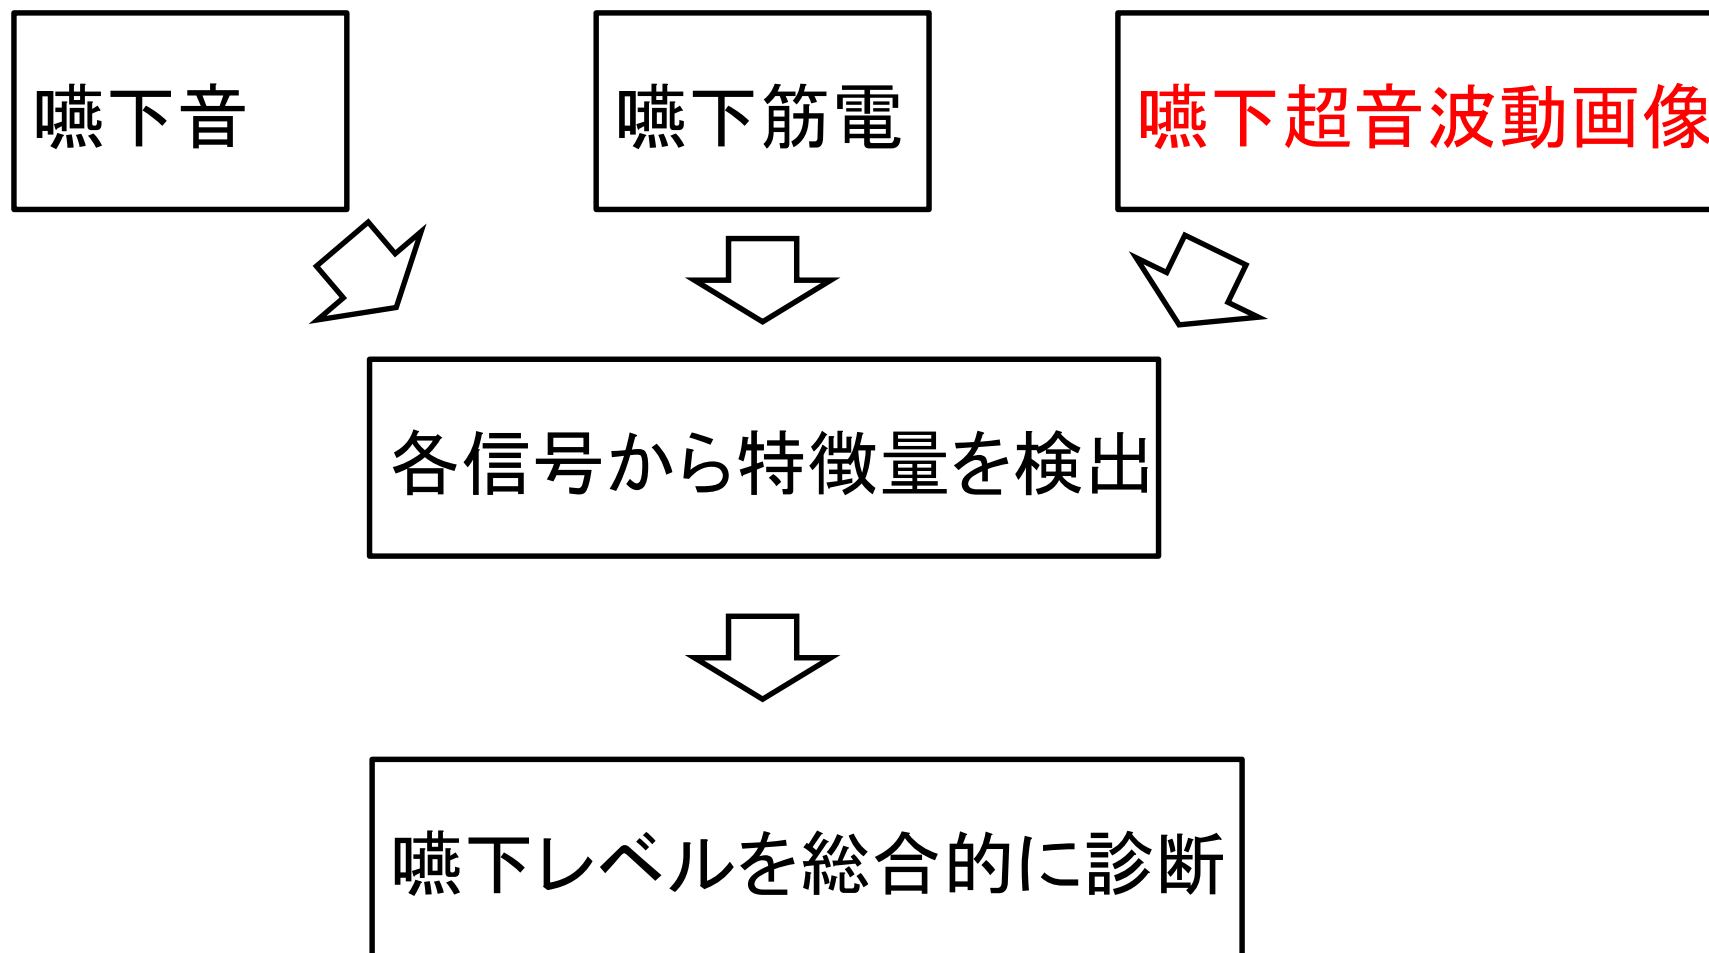 嚥下音
嚥下筋電
嚥下超音波動画像
各信号から特徴量を検出
嚥下レベルを総合的に診断